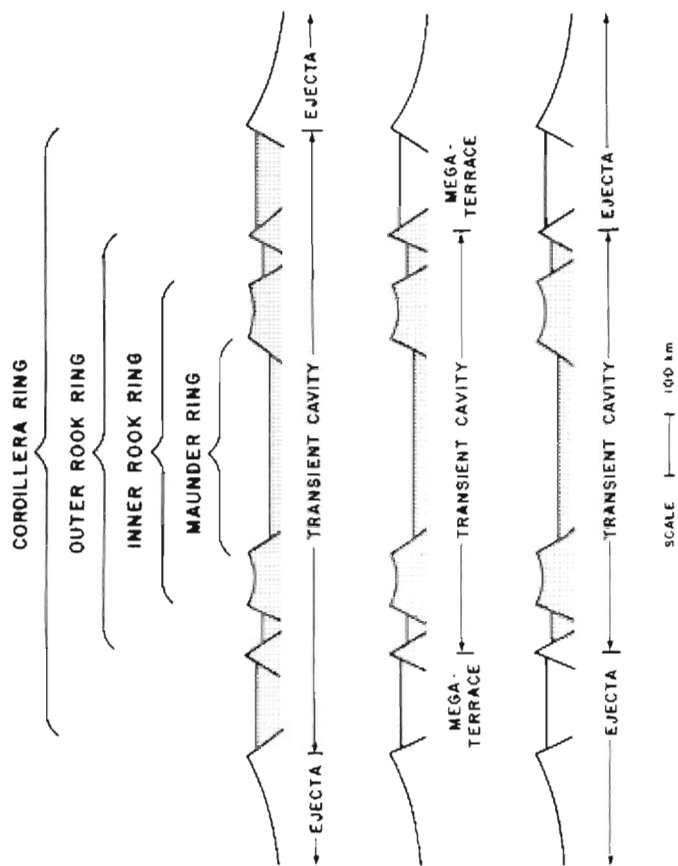 CORDILLERA RING
OUTER ROOK RING
INNER ROOK RING
MAUNDER RING
EJECTA
TRANSIENT CAVITY
EJECTA
MEGA-
TERRACE
TRANSIENT CAVITY
MEGA-
TERRACE
EJECTA
TRANSIENT CAVITY
EJECTA
SCALE
100 km